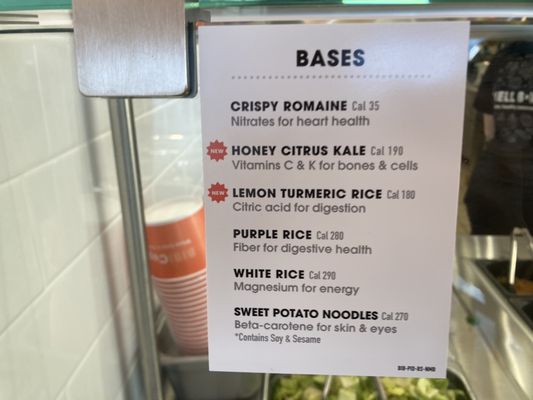 BASES
CRISPY ROMAINE Cal 35
Nitrates for heart health
NEW HONEY CITRUS KALE Cal 190
Vitamins C & K for bones & cells
NEW LEMON TURMERIC RICE Cal 180
Citric acid for digestion
PURPLE RICE Cal 280
Fiber for digestive health
WHITE RICE Cal 290
Magnesium for energy
SWEET POTATO NOODLES Cal 270
Beta-carotene for skin & eyes
*Contains Soy & Sesame